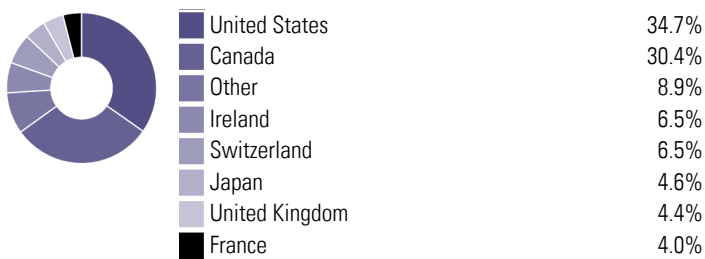 United States 34.7%
Canada 30.4%
Other 8.9%
Ireland 6.5%
Switzerland 6.5%
Japan 4.6%
United Kingdom 4.4%
France 4.0%